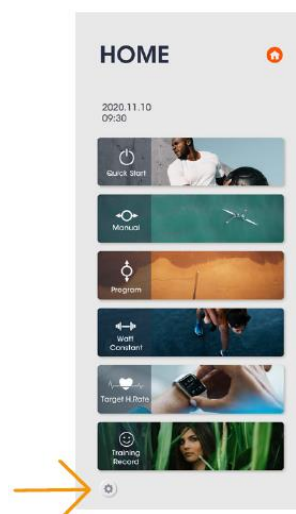 HOME
2020.11.10
09:30
Quick Start
Manual
Program
Watt
Constant
Target H.Rate
Training
Record